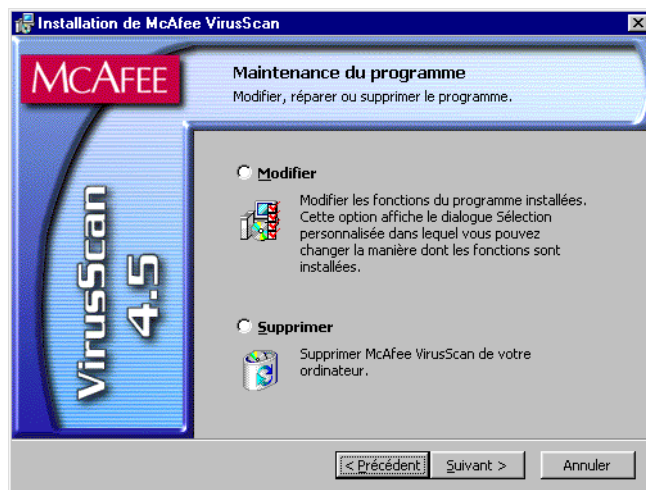 Installation de McAfee VirusScan
McAFEE
Maintenance du programme
Modifier, réparer ou supprimer le programme.
VirusScan
4.5
Modifier
Modifier les fonctions du programme installées.
Cette option affiche le dialogue Sélection
personnalisée dans lequel vous pouvez
changer la manière dont les fonctions sont
installées.
Supprimer
Supprimer McAfee VirusScan de votre
ordinateur.
< Précédent
Suivant >
Annuler